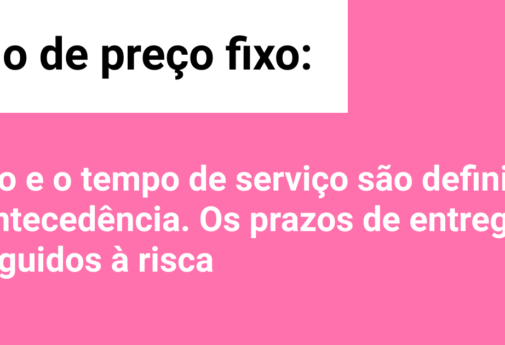 o de preço fixo:
o e o tempo de serviço são defini
ntecedência. Os prazos de entreg
guidos à risca